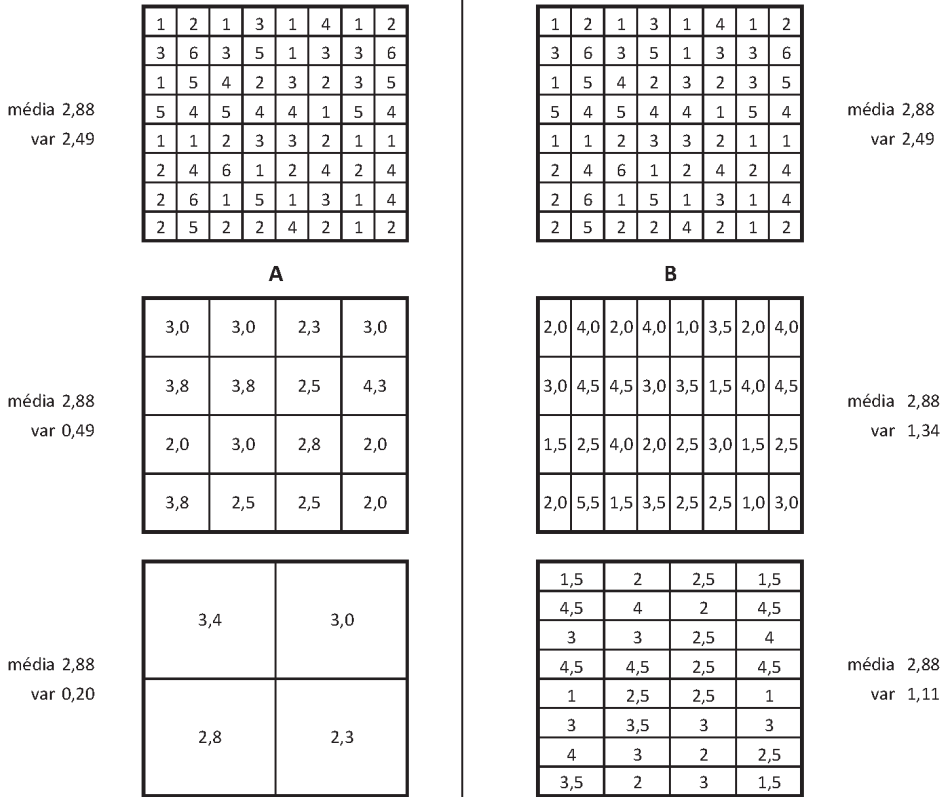 1 2 1 3 1 4 1 2
3 6 3 5 1 3 3 6
1 5 4 2 3 2 3 5
5 4 5 4 4 1 5 4
1 1 2 3 3 2 1 1
2 4 6 1 2 4 2 4
2 6 1 5 1 3 1 4
2 5 2 2 4 2 1 2
média 2,88
var 2,49
A
3,0 3,0 2,3 3,0
3,8 3,8 2,5 4,3
2,0 3,0 2,8 2,0
3,8 2,5 2,5 2,0
média 2,88
var 0,49
3,4 3,0
2,8 2,3
média 2,88
var 0,20
1 2 1 3 1 4 1 2
3 6 3 5 1 3 3 6
1 5 4 2 3 2 3 5
5 4 5 4 4 1 5 4
1 1 2 3 3 2 1 1
2 4 6 1 2 4 2 4
2 6 1 5 1 3 1 4
2 5 2 2 4 2 1 2
média 2,88
var 2,49
B
2,0 4,0 2,0 4,0 1,0 3,5 2,0 4,0
3,0 4,5 4,5 3,0 3,5 1,5 4,0 4,5
1,5 2,5 4,0 2,0 2,5 3,0 1,5 2,5
2,0 5,5 1,5 3,5 2,5 2,5 1,0 3,0
média 2,88
var 1,34
1,5 2 2,5 1,5
4,5 4 2 4,5
3 3 2,5 4
4,5 4,5 2,5 4,5
1 2,5 2,5 1
3 3,5 3 3
4 3 2 2,5
3,5 2 3 1,5
média 2,88
var 1,11